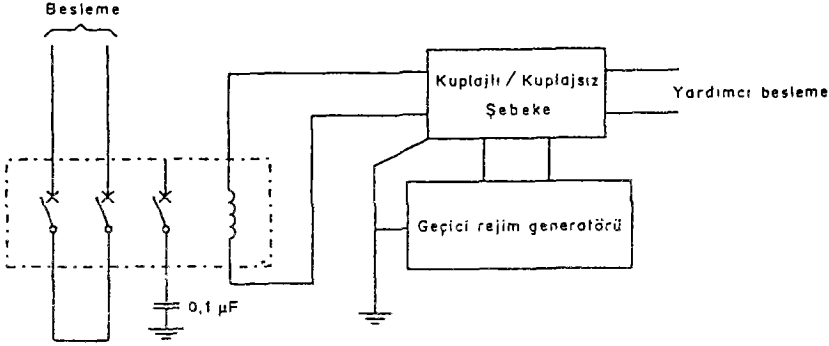 Besleme
Kuplajlı / Kuplajsız
Şebeke
Yardımcı besleme
Geçici rejim generatörü
0,1 µF